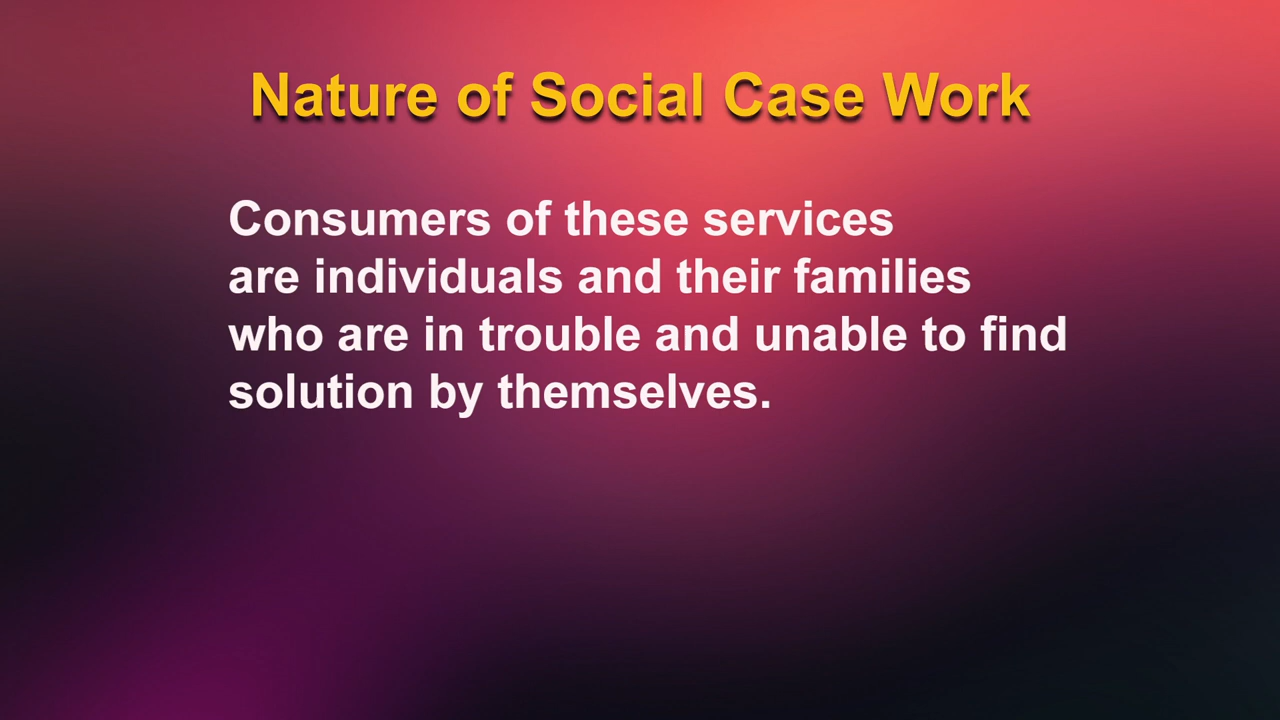 Nature of Social Case Work
Consumers of these services
are individuals and their families
who are in trouble and unable to find
solution by themselves.